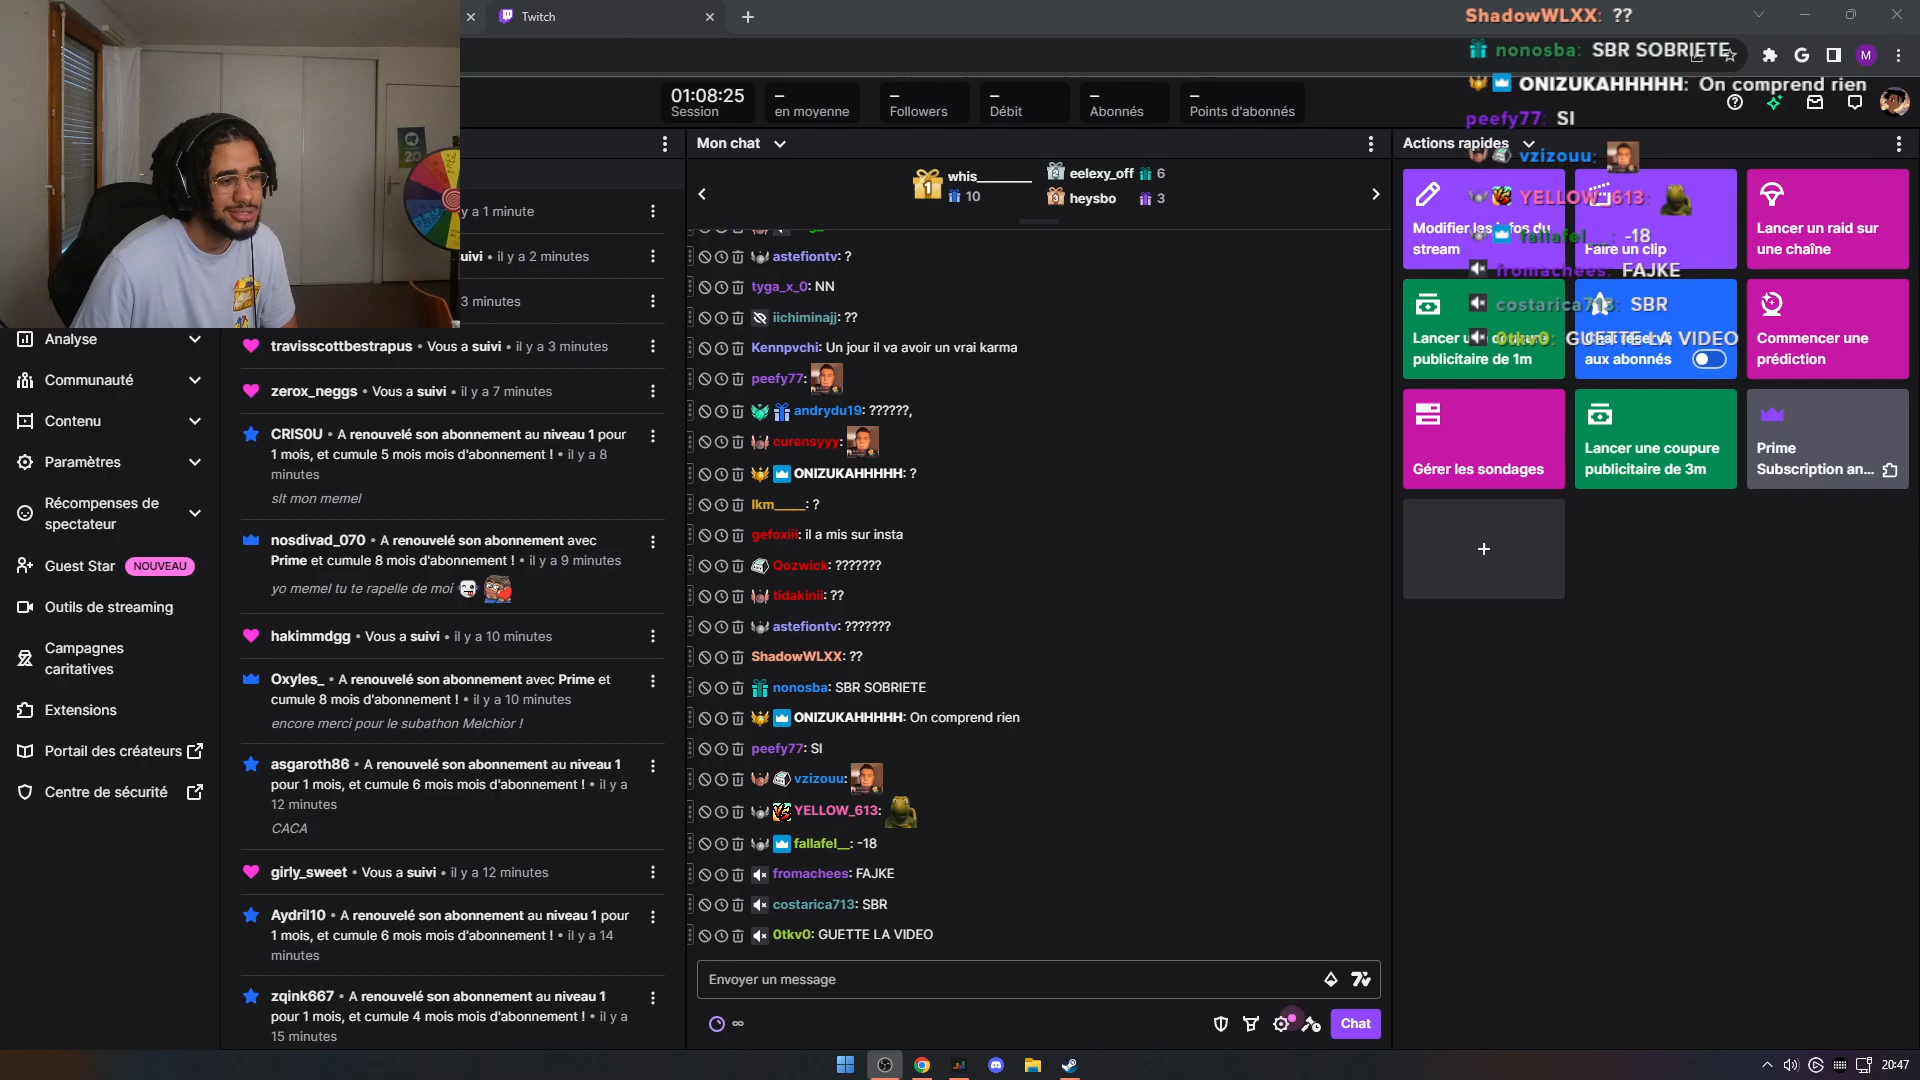 Twitch
20
01:08:25
Session
–
en moyenne
–
Followers
–
Débit
–
Abonnés
–
Points d'abonnés
Analyse
Communauté
Contenu
Paramètres
Récompenses de
spectateur
Guest Star NOUVEAU
Outils de streaming
Campagnes
caritatives
Extensions
Portail des créateurs
Centre de sécurité
y a 1 minute
uivi • il y a 2 minutes
3 minutes
travisscottbestrapus • Vous a suivi • il y a 3 minutes
zerox_neggs • Vous a suivi • il y a 7 minutes
CRIS0U • A renouvelé son abonnement au niveau 1 pour
1 mois, et cumule 5 mois mois d'abonnement ! • il y a 8
minutes
slt mon memel
nosdivad_070 • A renouvelé son abonnement avec
Prime et cumule 8 mois d'abonnement ! • il y a 9 minutes
yo memel tu te rapelle de moi
hakimmdgg • Vous a suivi • il y a 10 minutes
Oxyles_ • A renouvelé son abonnement avec Prime et
cumule 8 mois d'abonnement ! • il y a 10 minutes
encore merci pour le subathon Melchior !
asgaroth86 • A renouvelé son abonnement au niveau 1
pour 1 mois, et cumule 6 mois mois d'abonnement ! • il y a
12 minutes
CACA
girly_sweet • Vous a suivi • il y a 12 minutes
Aydril10 • A renouvelé son abonnement au niveau 1 pour
1 mois, et cumule 6 mois mois d'abonnement ! • il y a 14
minutes
zqink667 • A renouvelé son abonnement au niveau 1
pour 1 mois, et cumule 4 mois mois d'abonnement ! • il y a
15 minutes
Mon chat
1 whis________ 10
2 eelexy_off 6
3 heysbo 3
astefiontv: ?
tyga_x_0: NN
iichiminajj: ??
Kennpvchi: Un jour il va avoir un vrai karma
peefy77:
andrydu19: ??????,
curensyyy:
ONIZUKAHHHHH: ?
lkm_____: ?
gefoxiii: il a mis sur insta
Qozwick: ???????
tidakinii: ??
astefiontv: ???????
ShadowWLXX: ??
nonosba: SBR SOBRIETE
ONIZUKAHHHHH: On comprend rien
peefy77: SI
vzizouu:
YELLOW_613:
fallafel__: -18
fromachees: FAJKE
costarica713: SBR
0tkv0: GUETTE LA VIDEO
Envoyer un message
Chat
ShadowWLXX: ??
nonosba: SBR SOBRIETE
ONIZUKAHHHHH: On comprend rien
peefy77: SI
vzizouu:
YELLOW_613:
fallafel__: -18
fromachees: FAJKE
costarica713: SBR
0tkv0: GUETTE LA VIDEO
M
Actions rapides
Modifier les infos du
stream
Faire un clip
Lancer un raid sur
une chaîne
Lancer une coupure
publicitaire de 1m
Chat réservé
aux abonnés
Commencer une
prédiction
Gérer les sondages
Lancer une coupure
publicitaire de 3m
Prime
Subscription an...
20:47